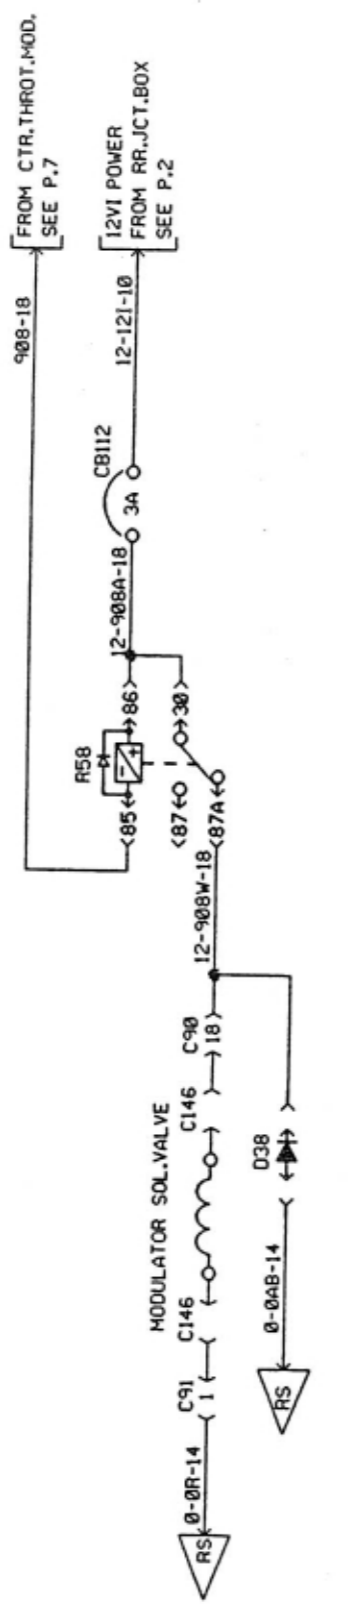 FROM CTR.THROT.MOD.
SEE P.7
908-18
12VI POWER
FROM RR.JCT.BOX
SEE P.2
12-12I-10
CB112
3A
12-908A-18
R58
85
86
- +
87
30
87A
12-908W-18
C90
18
C146
MODULATOR SOL.VALVE
C146
C91
1
0-0R-14
RS
D38
0-0AB-14
RS